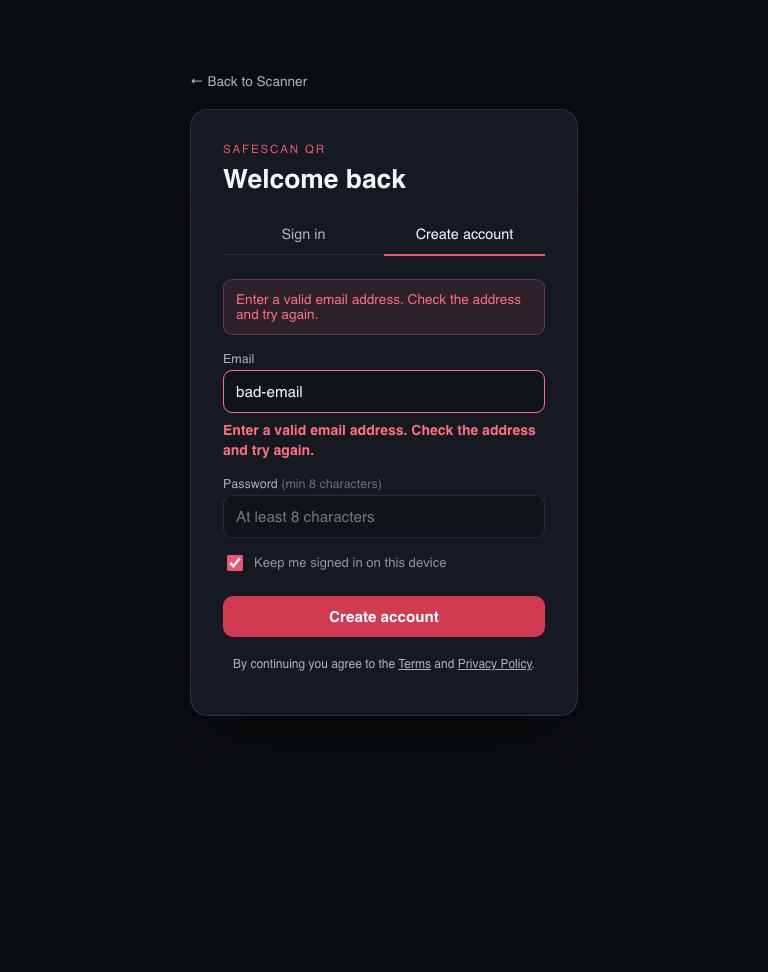 ← Back to Scanner
SAFESCAN QR
Welcome back
Sign in
Create account
Enter a valid email address. Check the address
and try again.
Email
bad-email
Enter a valid email address. Check the address
and try again.
Password (min 8 characters)
At least 8 characters
Keep me signed in on this device
Create account
By continuing you agree to the Terms and Privacy Policy.